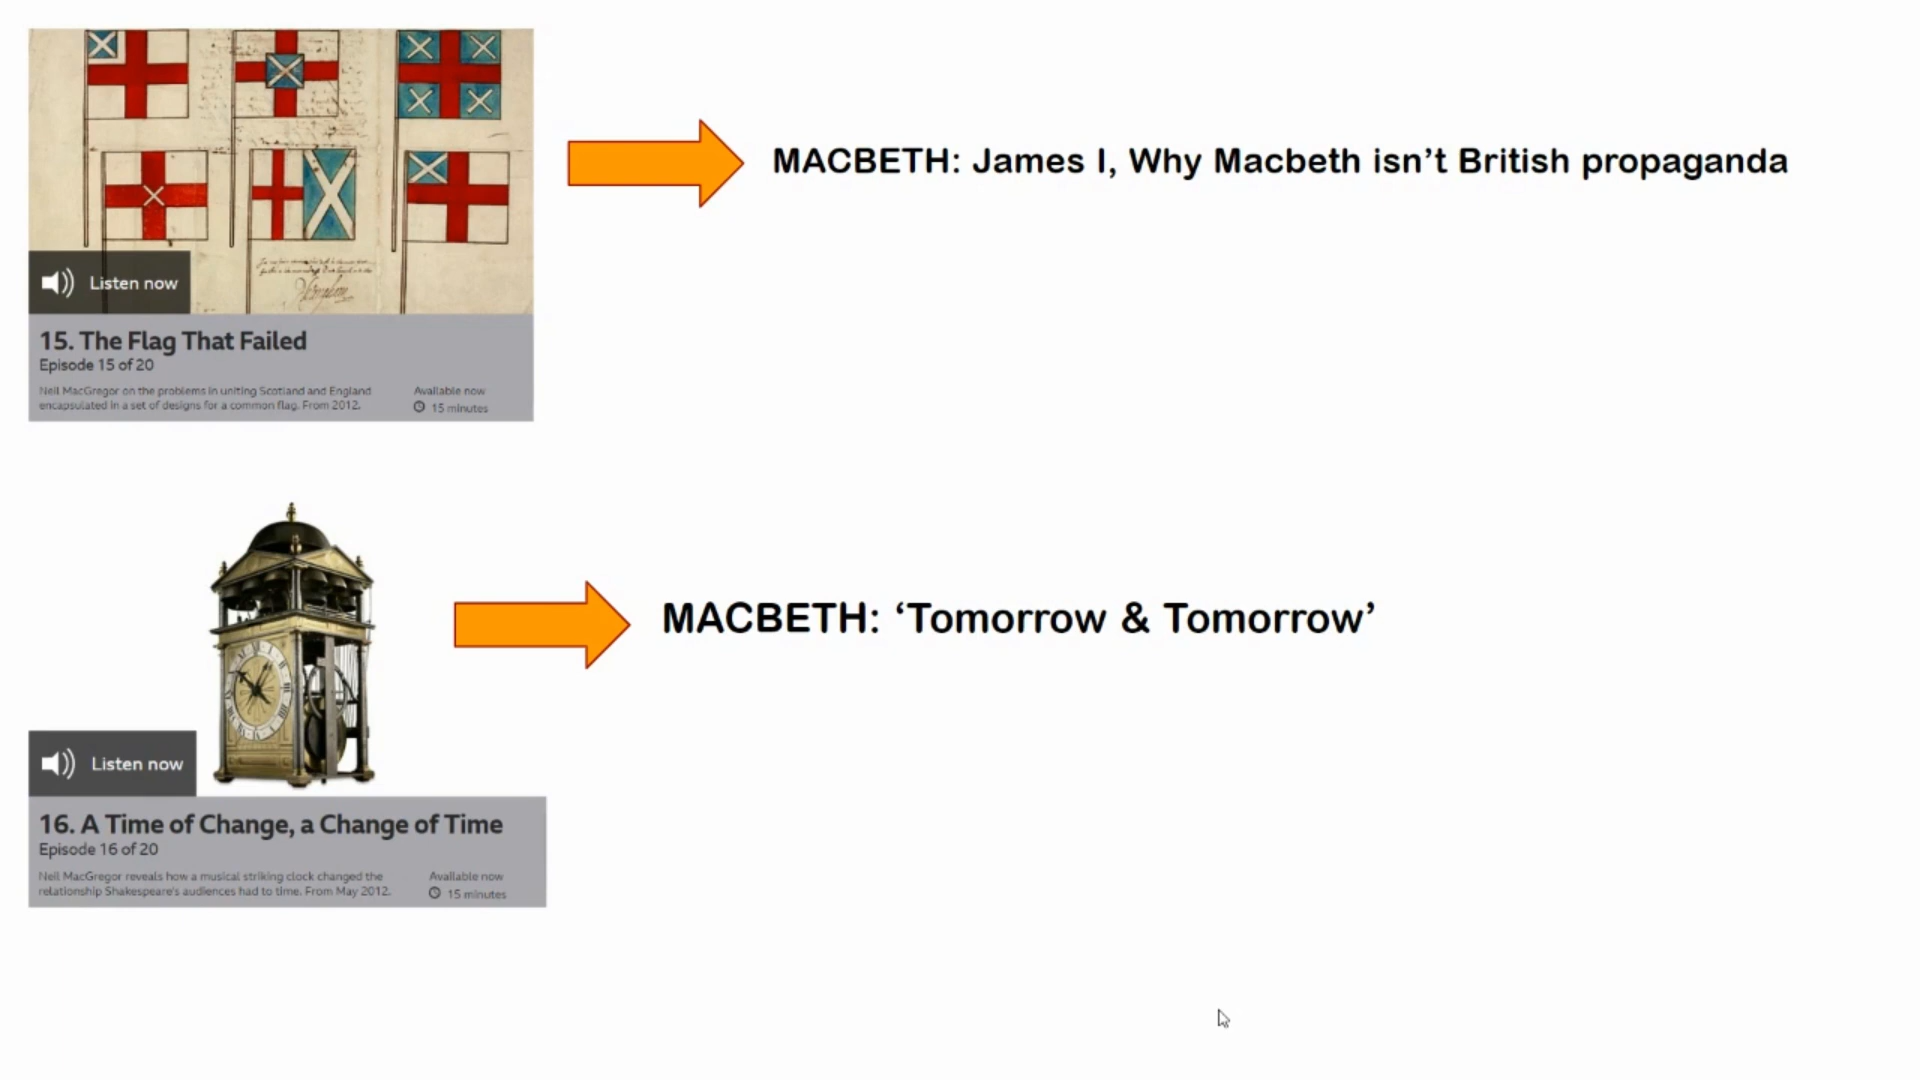 MACBETH: James I, Why Macbeth isn’t British propaganda
Listen now
15. The Flag That Failed
Episode 15 of 20
Neil MacGregor on the problems in uniting Scotland and England
encapsulated in a set of designs for a common flag. From 2012.
Available now
15 minutes
MACBETH: ‘Tomorrow & Tomorrow’
Listen now
16. A Time of Change, a Change of Time
Episode 16 of 20
Neil MacGregor reveals how a musical striking clock changed the
relationship Shakespeare's audiences had to time. From May 2012.
Available now
15 minutes